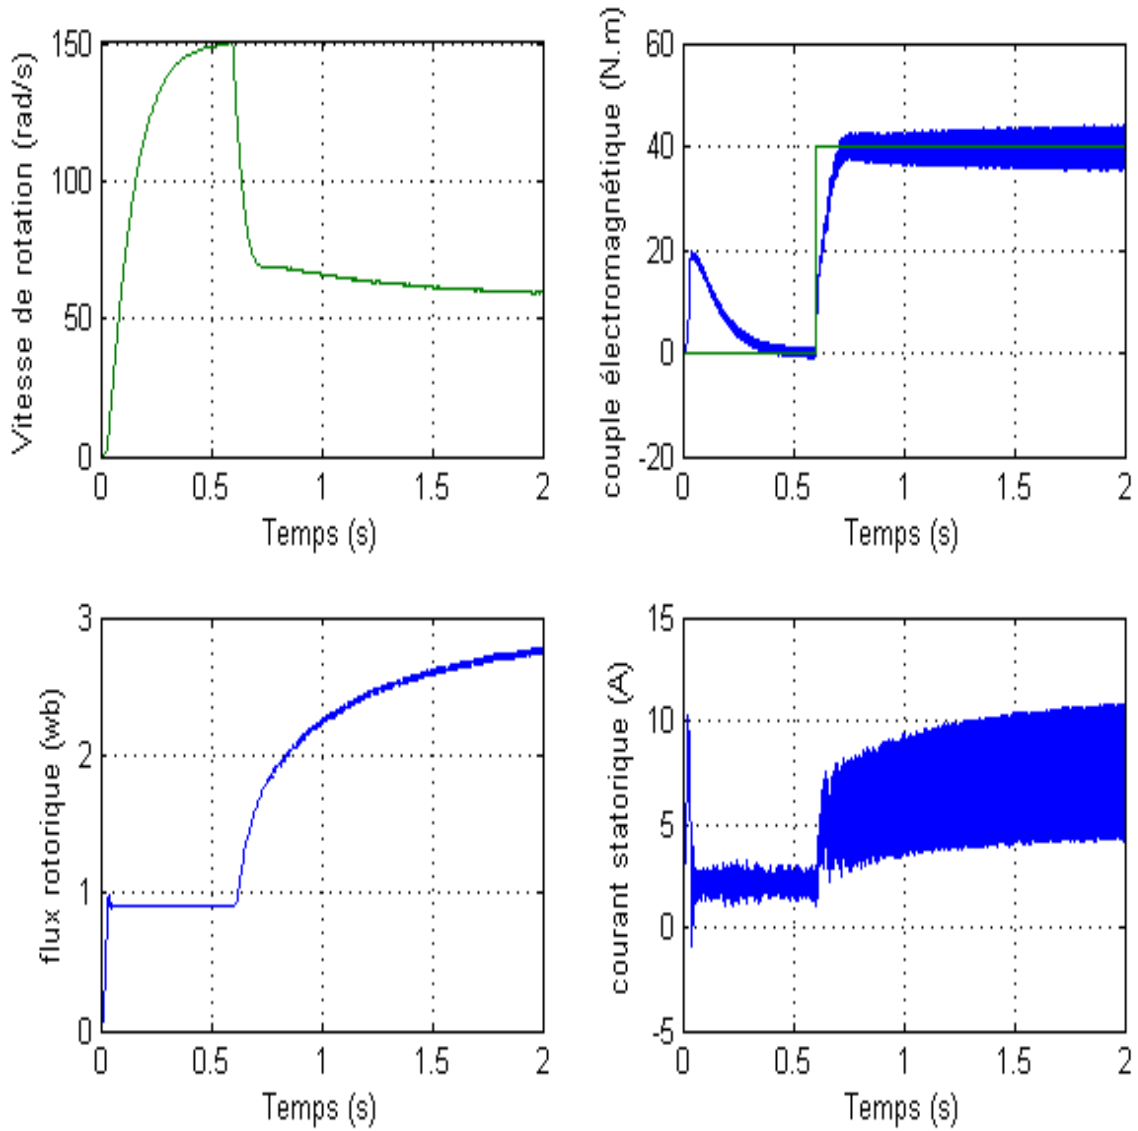 Vitesse de rotation (rad/s)
150
100
50
0
0 0.5 1 1.5 2
Temps (s)
couple électromagnétique (N.m)
60
40
20
0
-20
0 0.5 1 1.5 2
Temps (s)
flux rotorique (wb)
3
2
1
0
0 0.5 1 1.5 2
Temps (s)
courant statorique (A)
15
10
5
0
-5
0 0.5 1 1.5 2
Temps (s)